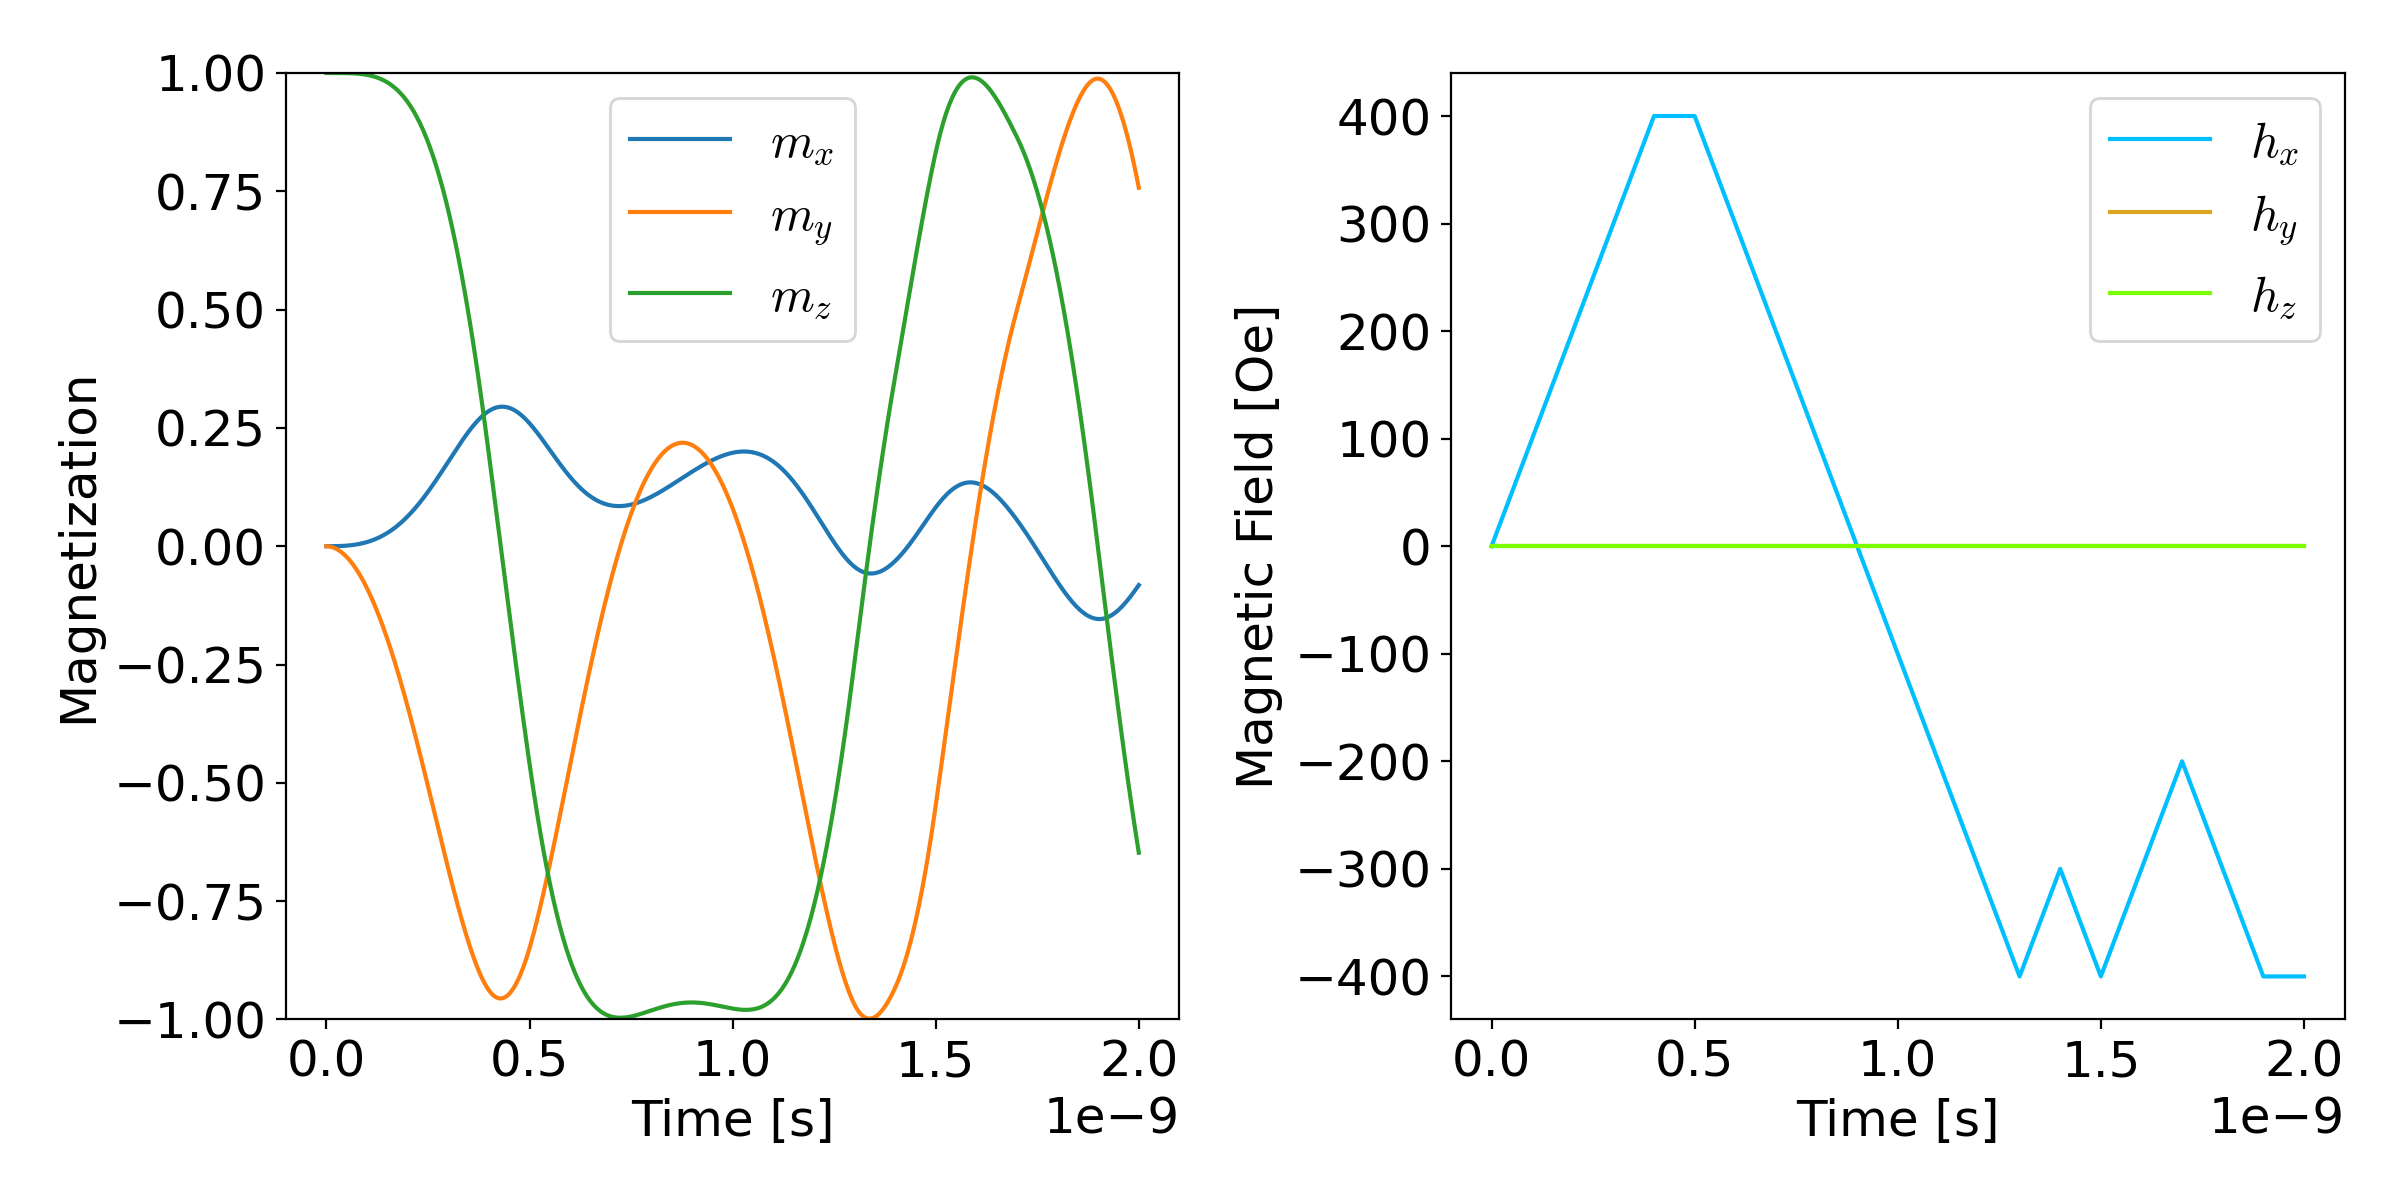 Magnetization
1.00
0.75
0.50
0.25
0.00
−0.25
−0.50
−0.75
−1.00
m_x
m_y
m_z
0.0 0.5 1.0 1.5 2.0
Time [s] 1e−9
Magnetic Field [Oe]
400
300
200
100
0
−100
−200
−300
−400
h_x
h_y
h_z
0.0 0.5 1.0 1.5 2.0
Time [s] 1e−9